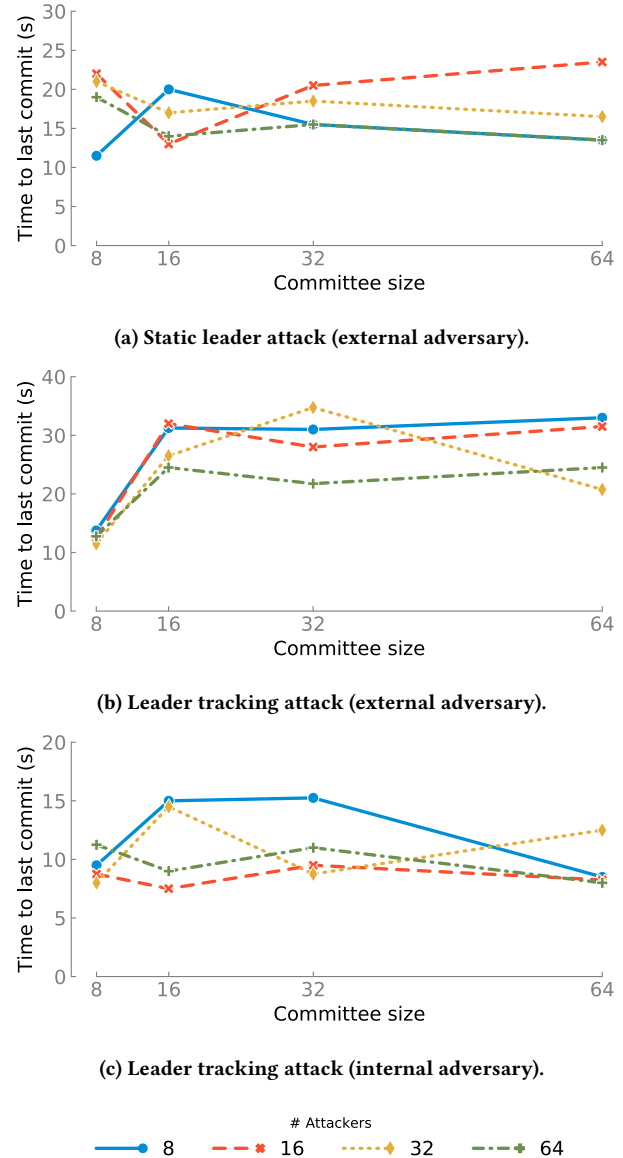 30
25
20
15
10
5
0
Time to last commit (s)
8 16 32 64
Committee size
(a) Static leader attack (external adversary).
40
30
20
10
0
Time to last commit (s)
8 16 32 64
Committee size
(b) Leader tracking attack (external adversary).
20
15
10
5
0
Time to last commit (s)
8 16 32 64
Committee size
(c) Leader tracking attack (internal adversary).
# Attackers
8 16 32 64